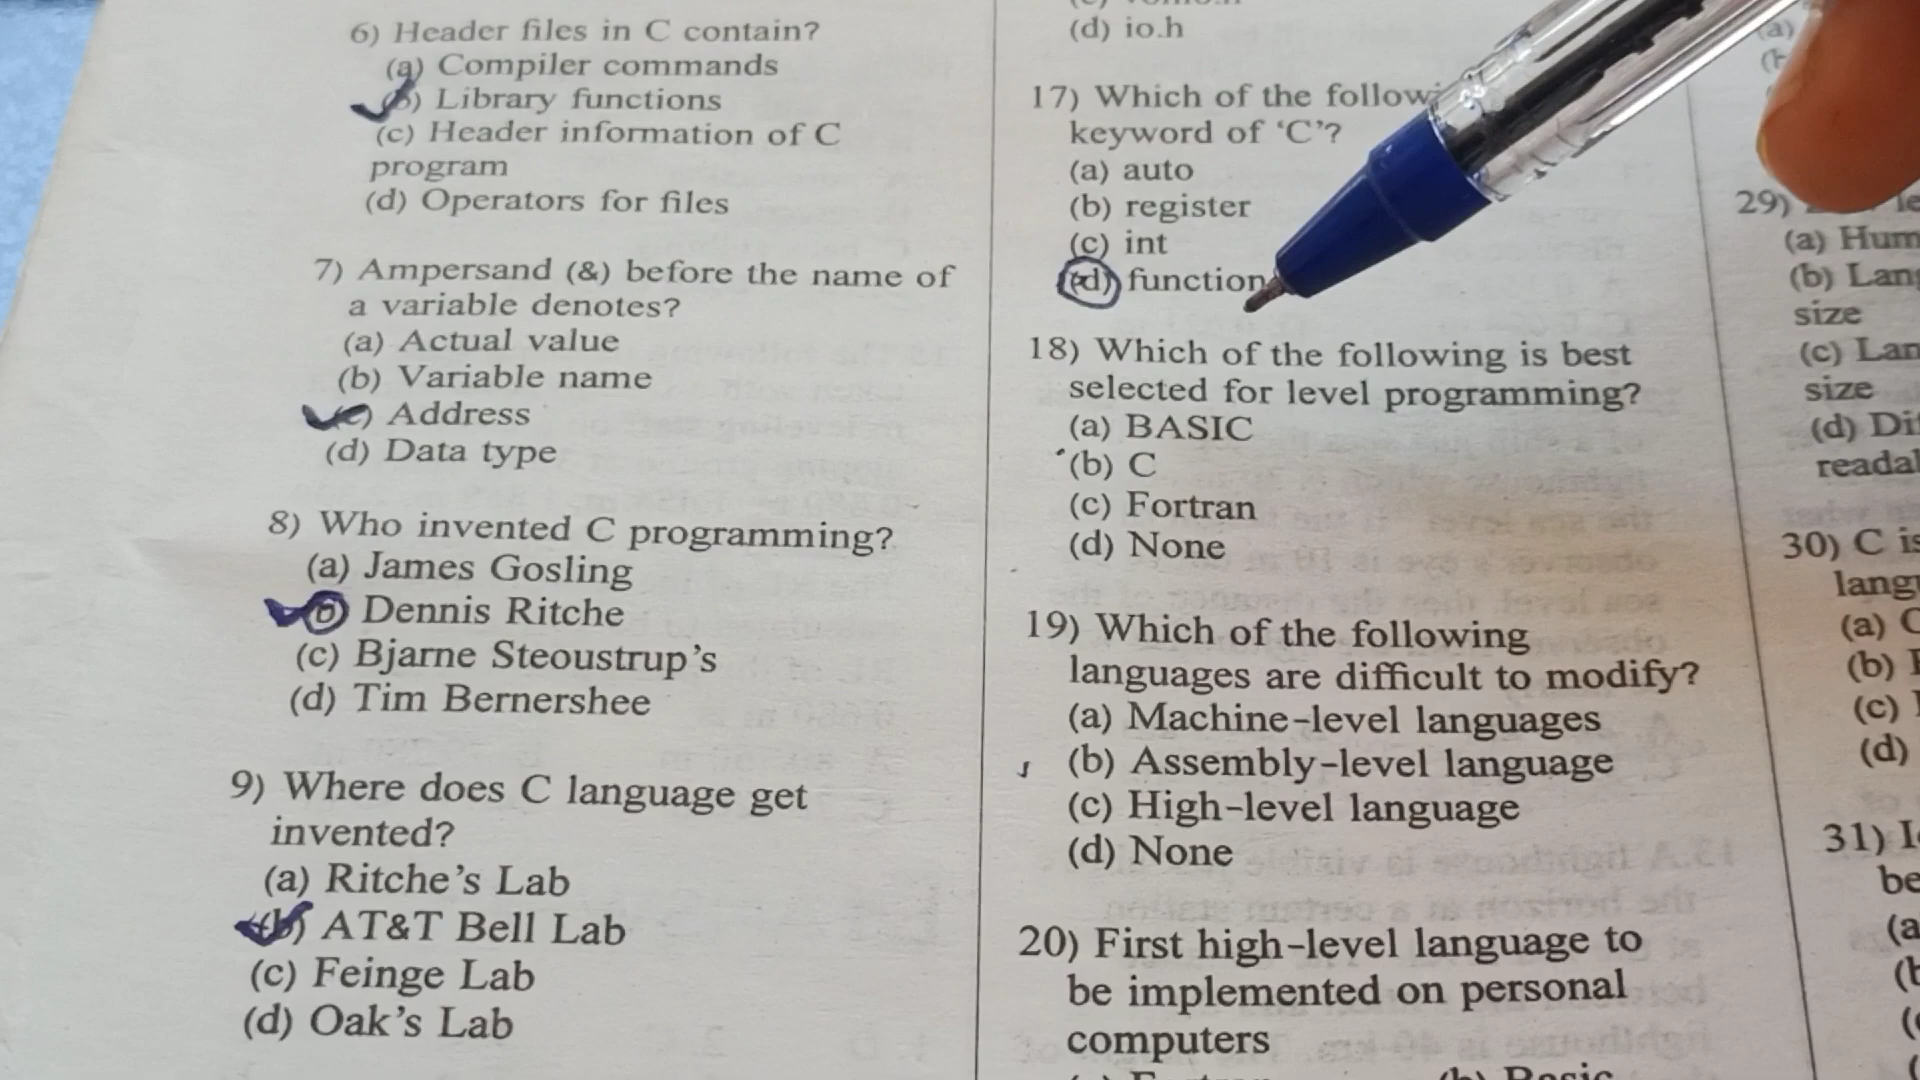 6) Header files in C contain?
(a) Compiler commands
(b) Library functions
(c) Header information of C
program
(d) Operators for files
7) Ampersand (&) before the name of
a variable denotes?
(a) Actual value
(b) Variable name
(c) Address
(d) Data type
8) Who invented C programming?
(a) James Gosling
(b) Dennis Ritche
(c) Bjarne Steoustrup’s
(d) Tim Bernershee
9) Where does C language get
invented?
(a) Ritche’s Lab
(b) AT&T Bell Lab
(c) Feinge Lab
(d) Oak’s Lab
(d) io.h
17) Which of the
keyword of ‘C’?
(a) auto
(b) register
(c) int
(d) function
18) Which of the following is best
selected for level programming?
(a) BASIC
(b) C
(c) Fortran
(d) None
19) Which of the following
languages are difficult to modify?
(a) Machine-level languages
(b) Assembly-level language
(c) High-level language
(d) None
20) First high-level language to
be implemented on personal
computers
(b) Basic
(a)
29)
(a) Hum
(b) Lang
size
(c) Lan
size
(d)
readal
30) C is
langu
(a)
(b)
(c)
(d)
31)
be